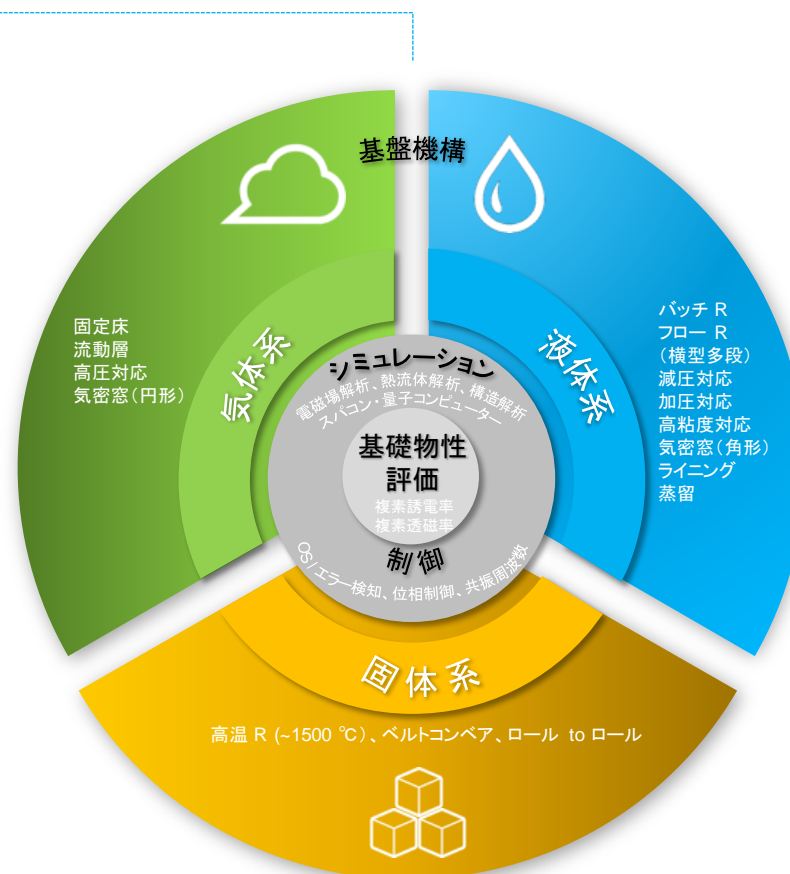 基盤機構
固定床
流動層
高圧対応
気密窓（円形）
気体系
バッチ R
フロー R
（横型多段）
減圧対応
加圧対応
高粘度対応
気密窓（角形）
ライニング
蒸留
液体系
シミュレーション
電磁場解析、熱流体解析、構造解析
スパコン・量子コンピューター
基礎物性
評価
複素誘電率
複素透磁率
制御
OS / エラー検知、位相制御、共振周波数
固体系
高温 R (~1500 ℃）、ベルトコンベア、ロール to ロール